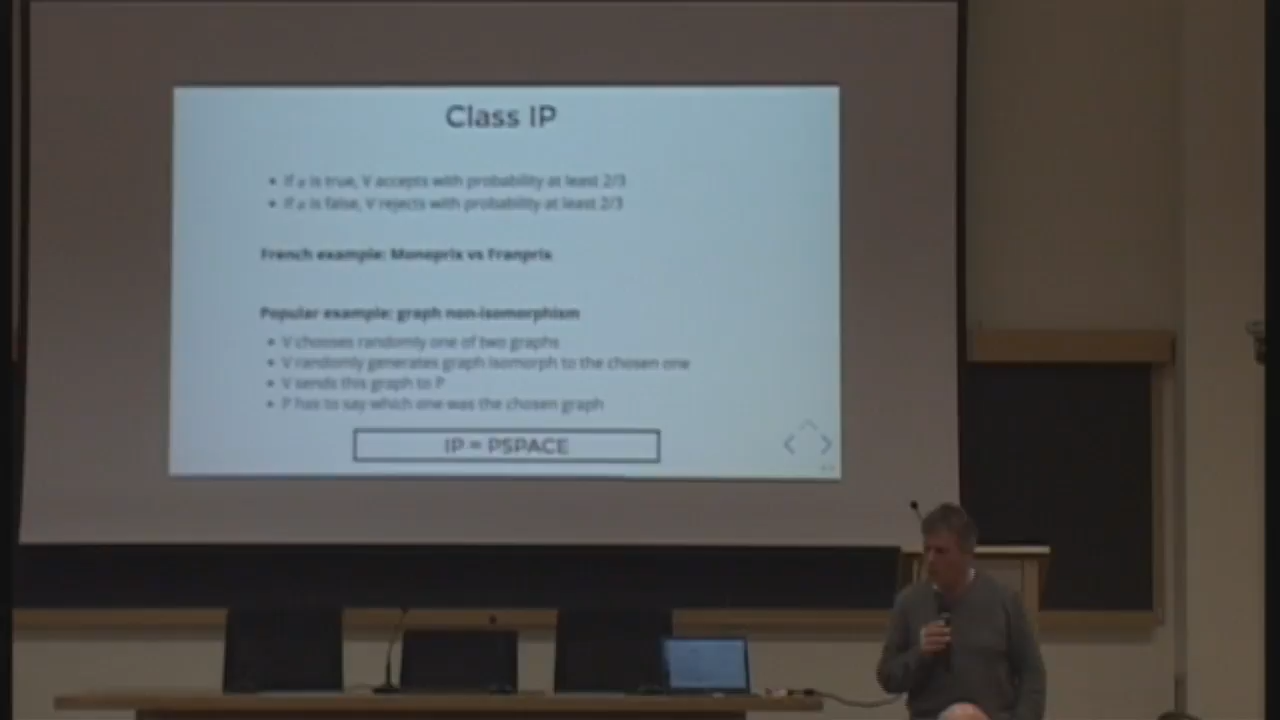 Class IP
• If a is true, V accepts with probability at least 2/3
• If a is false, V rejects with probability at least 2/3
French example: Monoprix vs Franprix
Popular example: graph non-isomorphism
• V chooses randomly one of two graphs
• V randomly generates graph isomorph to the chosen one
• V sends this graph to P
• P has to say which one was the chosen graph
IP = PSPACE